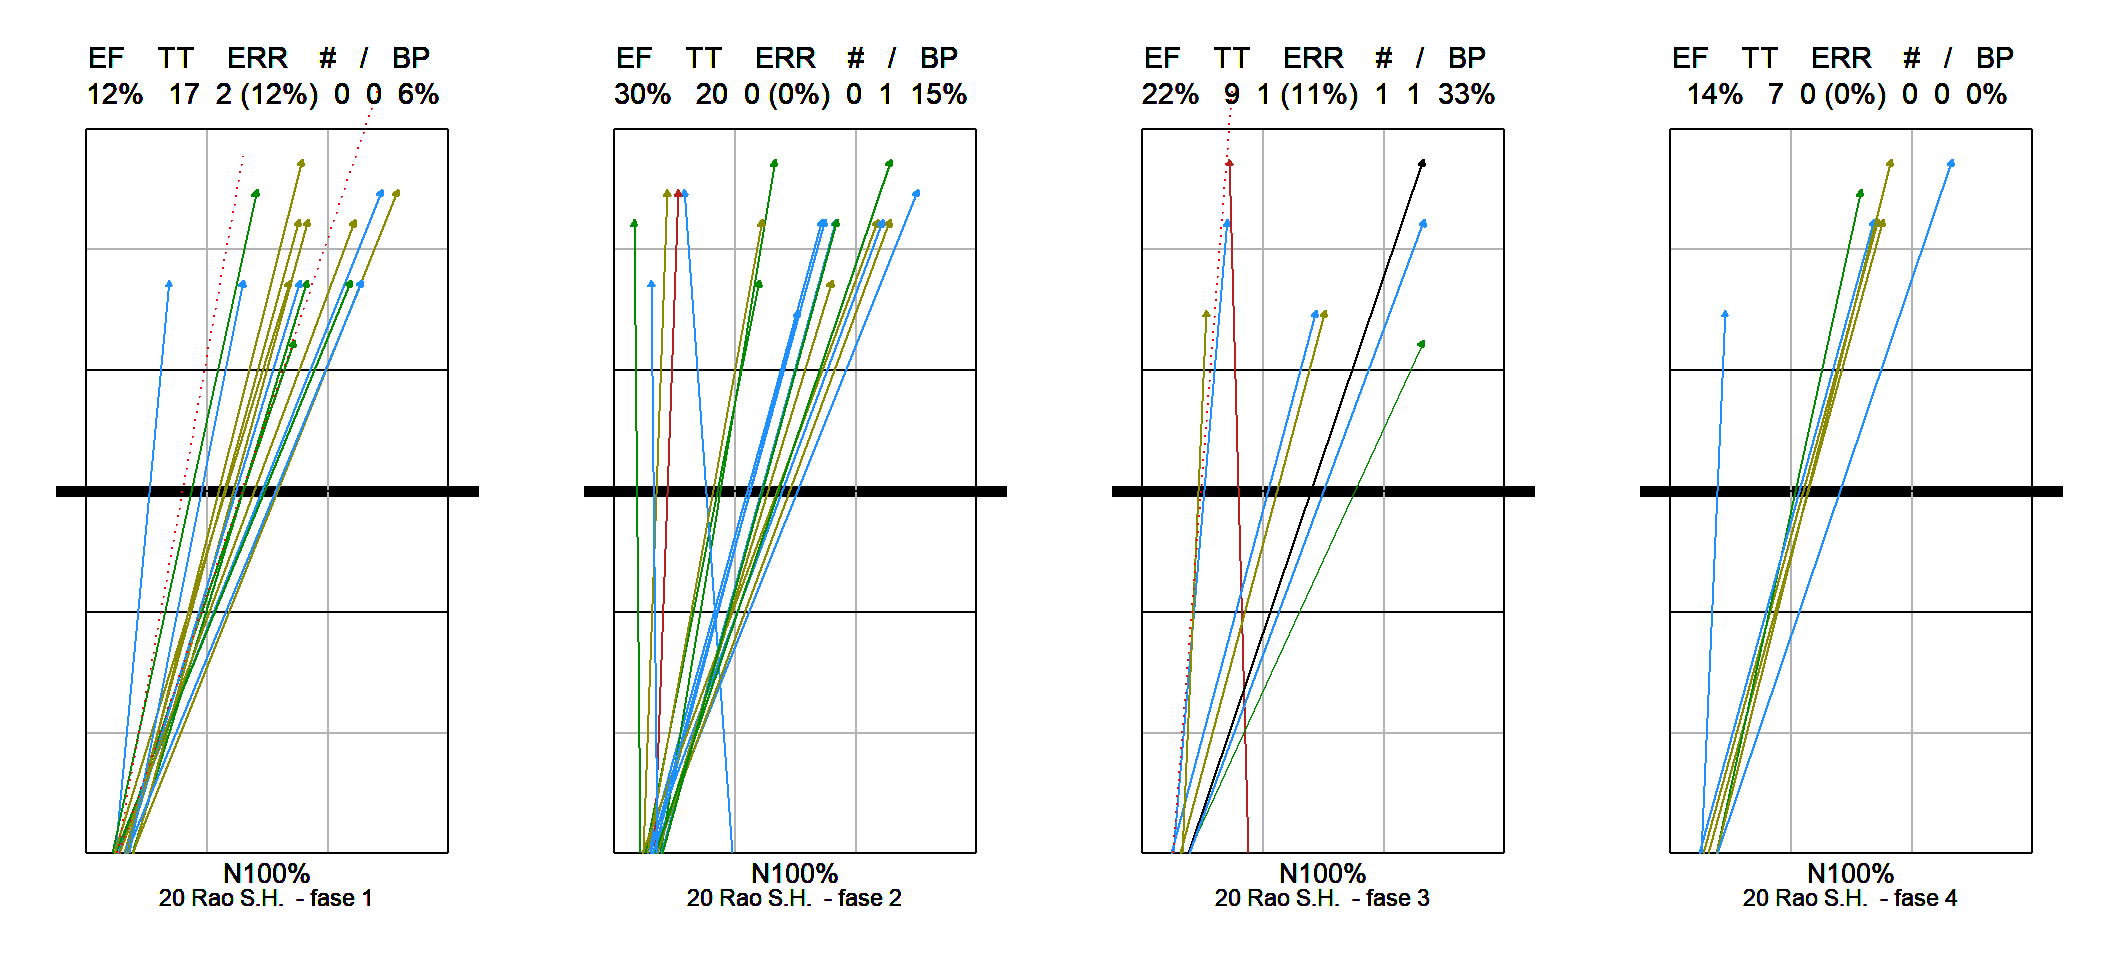 EF TT ERR # / BP
12% 17 2 (12%) 0 0 6%
N100%
20 Rao S.H. - fase 1
EF TT ERR # / BP
30% 20 0 (0%) 0 1 15%
N100%
20 Rao S.H. - fase 2
EF TT ERR # / BP
22% 9 1 (11%) 1 1 33%
N100%
20 Rao S.H. - fase 3
EF TT ERR # / BP
14% 7 0 (0%) 0 0 0%
N100%
20 Rao S.H. - fase 4